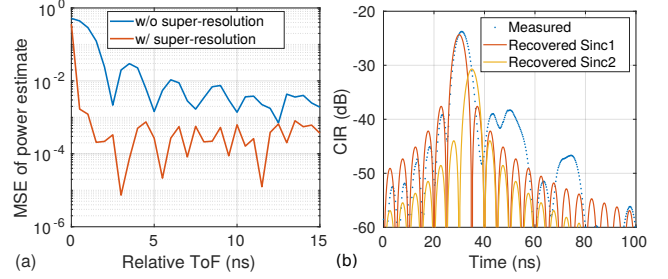 w/o super-resolution
w/ super-resolution
MSE of power estimate
10^0
10^-2
10^-4
10^-6
0 5 10 15
Relative ToF (ns)
(a)
Measured
Recovered Sinc1
Recovered Sinc2
CIR (dB)
-20
-30
-40
-50
-60
0 20 40 60 80 100
Time (ns)
(b)